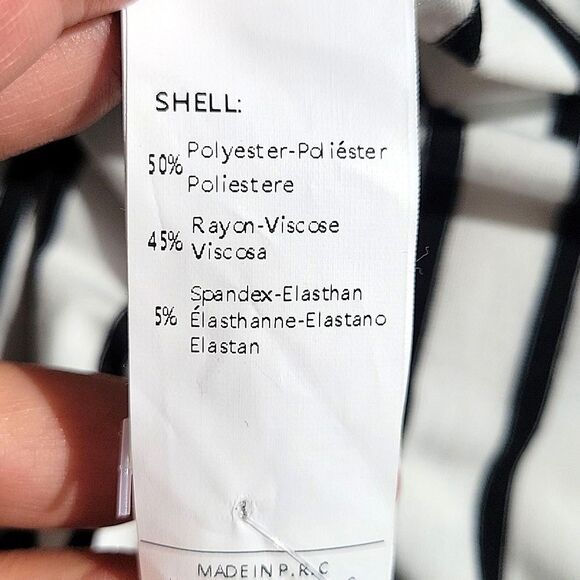 SHELL:
50% Polyester-Poliéster
Poliestere
45% Rayon-Viscose
Viscosa
5% Spandex-Elasthan
Élasthanne-Elastano
Elastan
MADE IN P.R.C